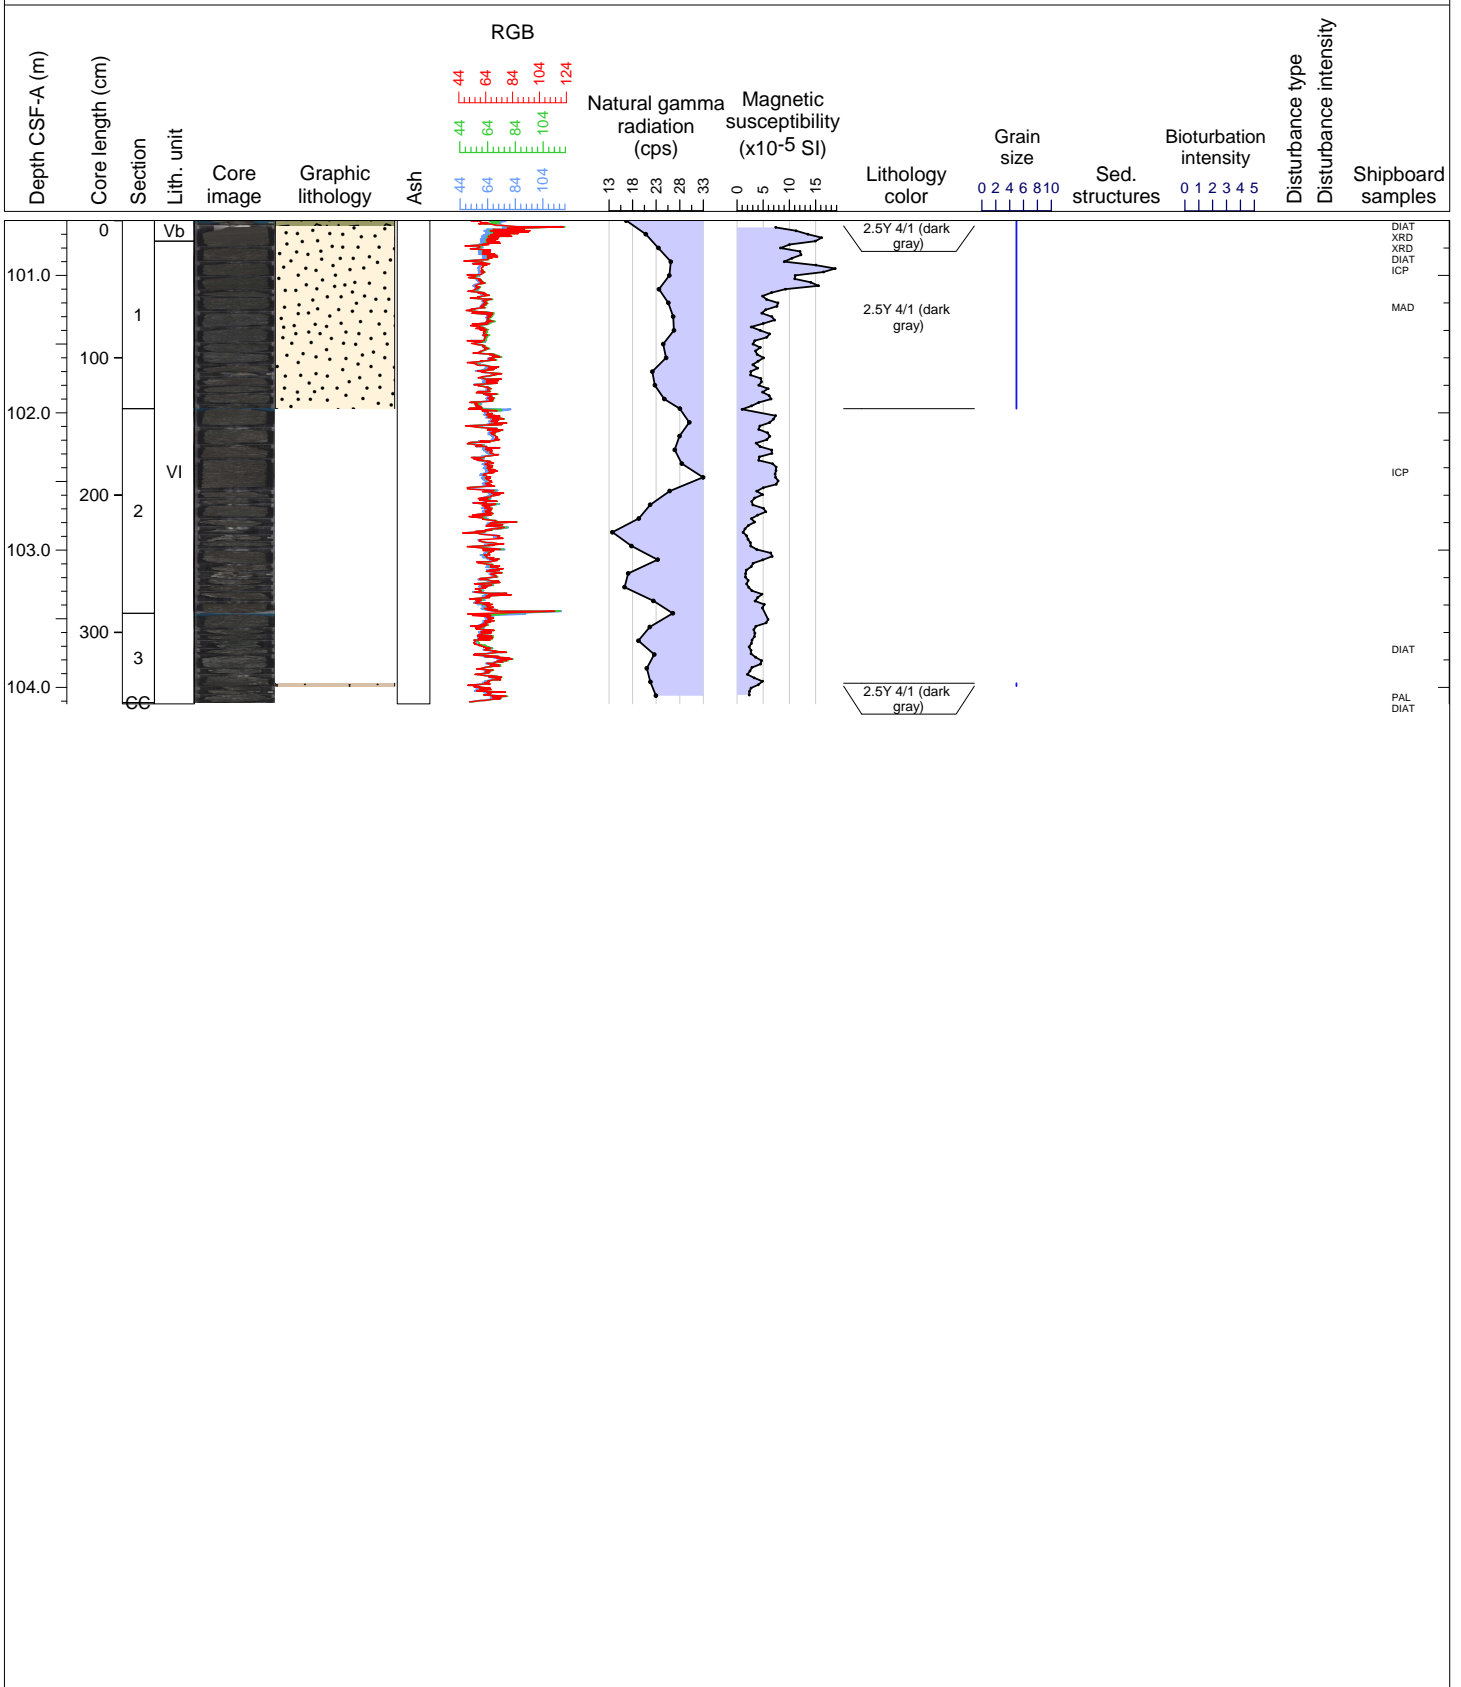 RGB
44 64 84 104 124
44 64 84 104
44 64 84 104
Depth CSF-A (m)
Core length (cm)
Section
Lith. unit
Core
image
Graphic
lithology
Ash
Natural gamma
radiation
(cps)
13 18 23 28 33
Magnetic
susceptibility
(x10-5 SI)
0 5 10 15
Lithology
color
Grain
size
0 2 4 6 8 10
Sed.
structures
Bioturbation
intensity
0 1 2 3 4 5
Disturbance type
Disturbance intensity
Shipboard
samples
0
Vb
2.5Y 4/1 (dark
gray)
DIAT
XRD
XRD
DIAT
ICP
101.0
1
2.5Y 4/1 (dark
gray)
MAD
100
102.0
VI
ICP
200
2
103.0
300
3
DIAT
104.0
CC
2.5Y 4/1 (dark
gray)
PAL
DIAT